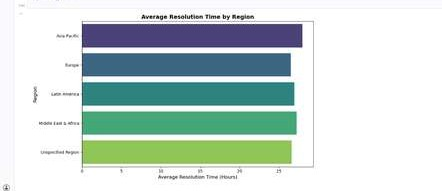 Average Resolution Time by Region
Asia Pacific
Europe
Latin America
Middle East & Africa
Unspecified Region
Region
0 5 10 15 20 25
Average Resolution Time (Hours)